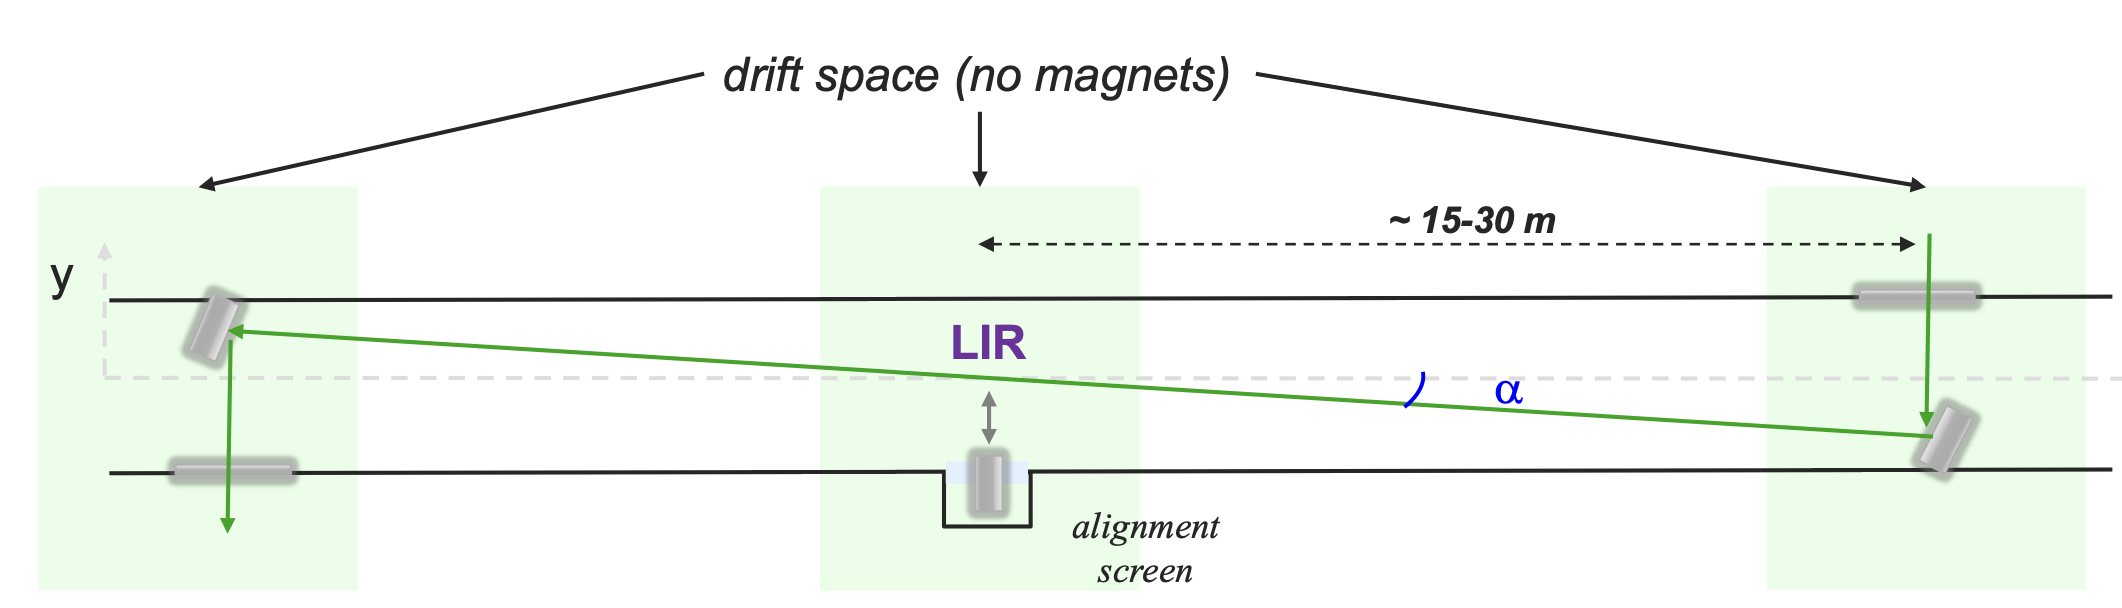 drift space (no magnets)
~ 15-30 m
y
LIR
α
alignment
screen